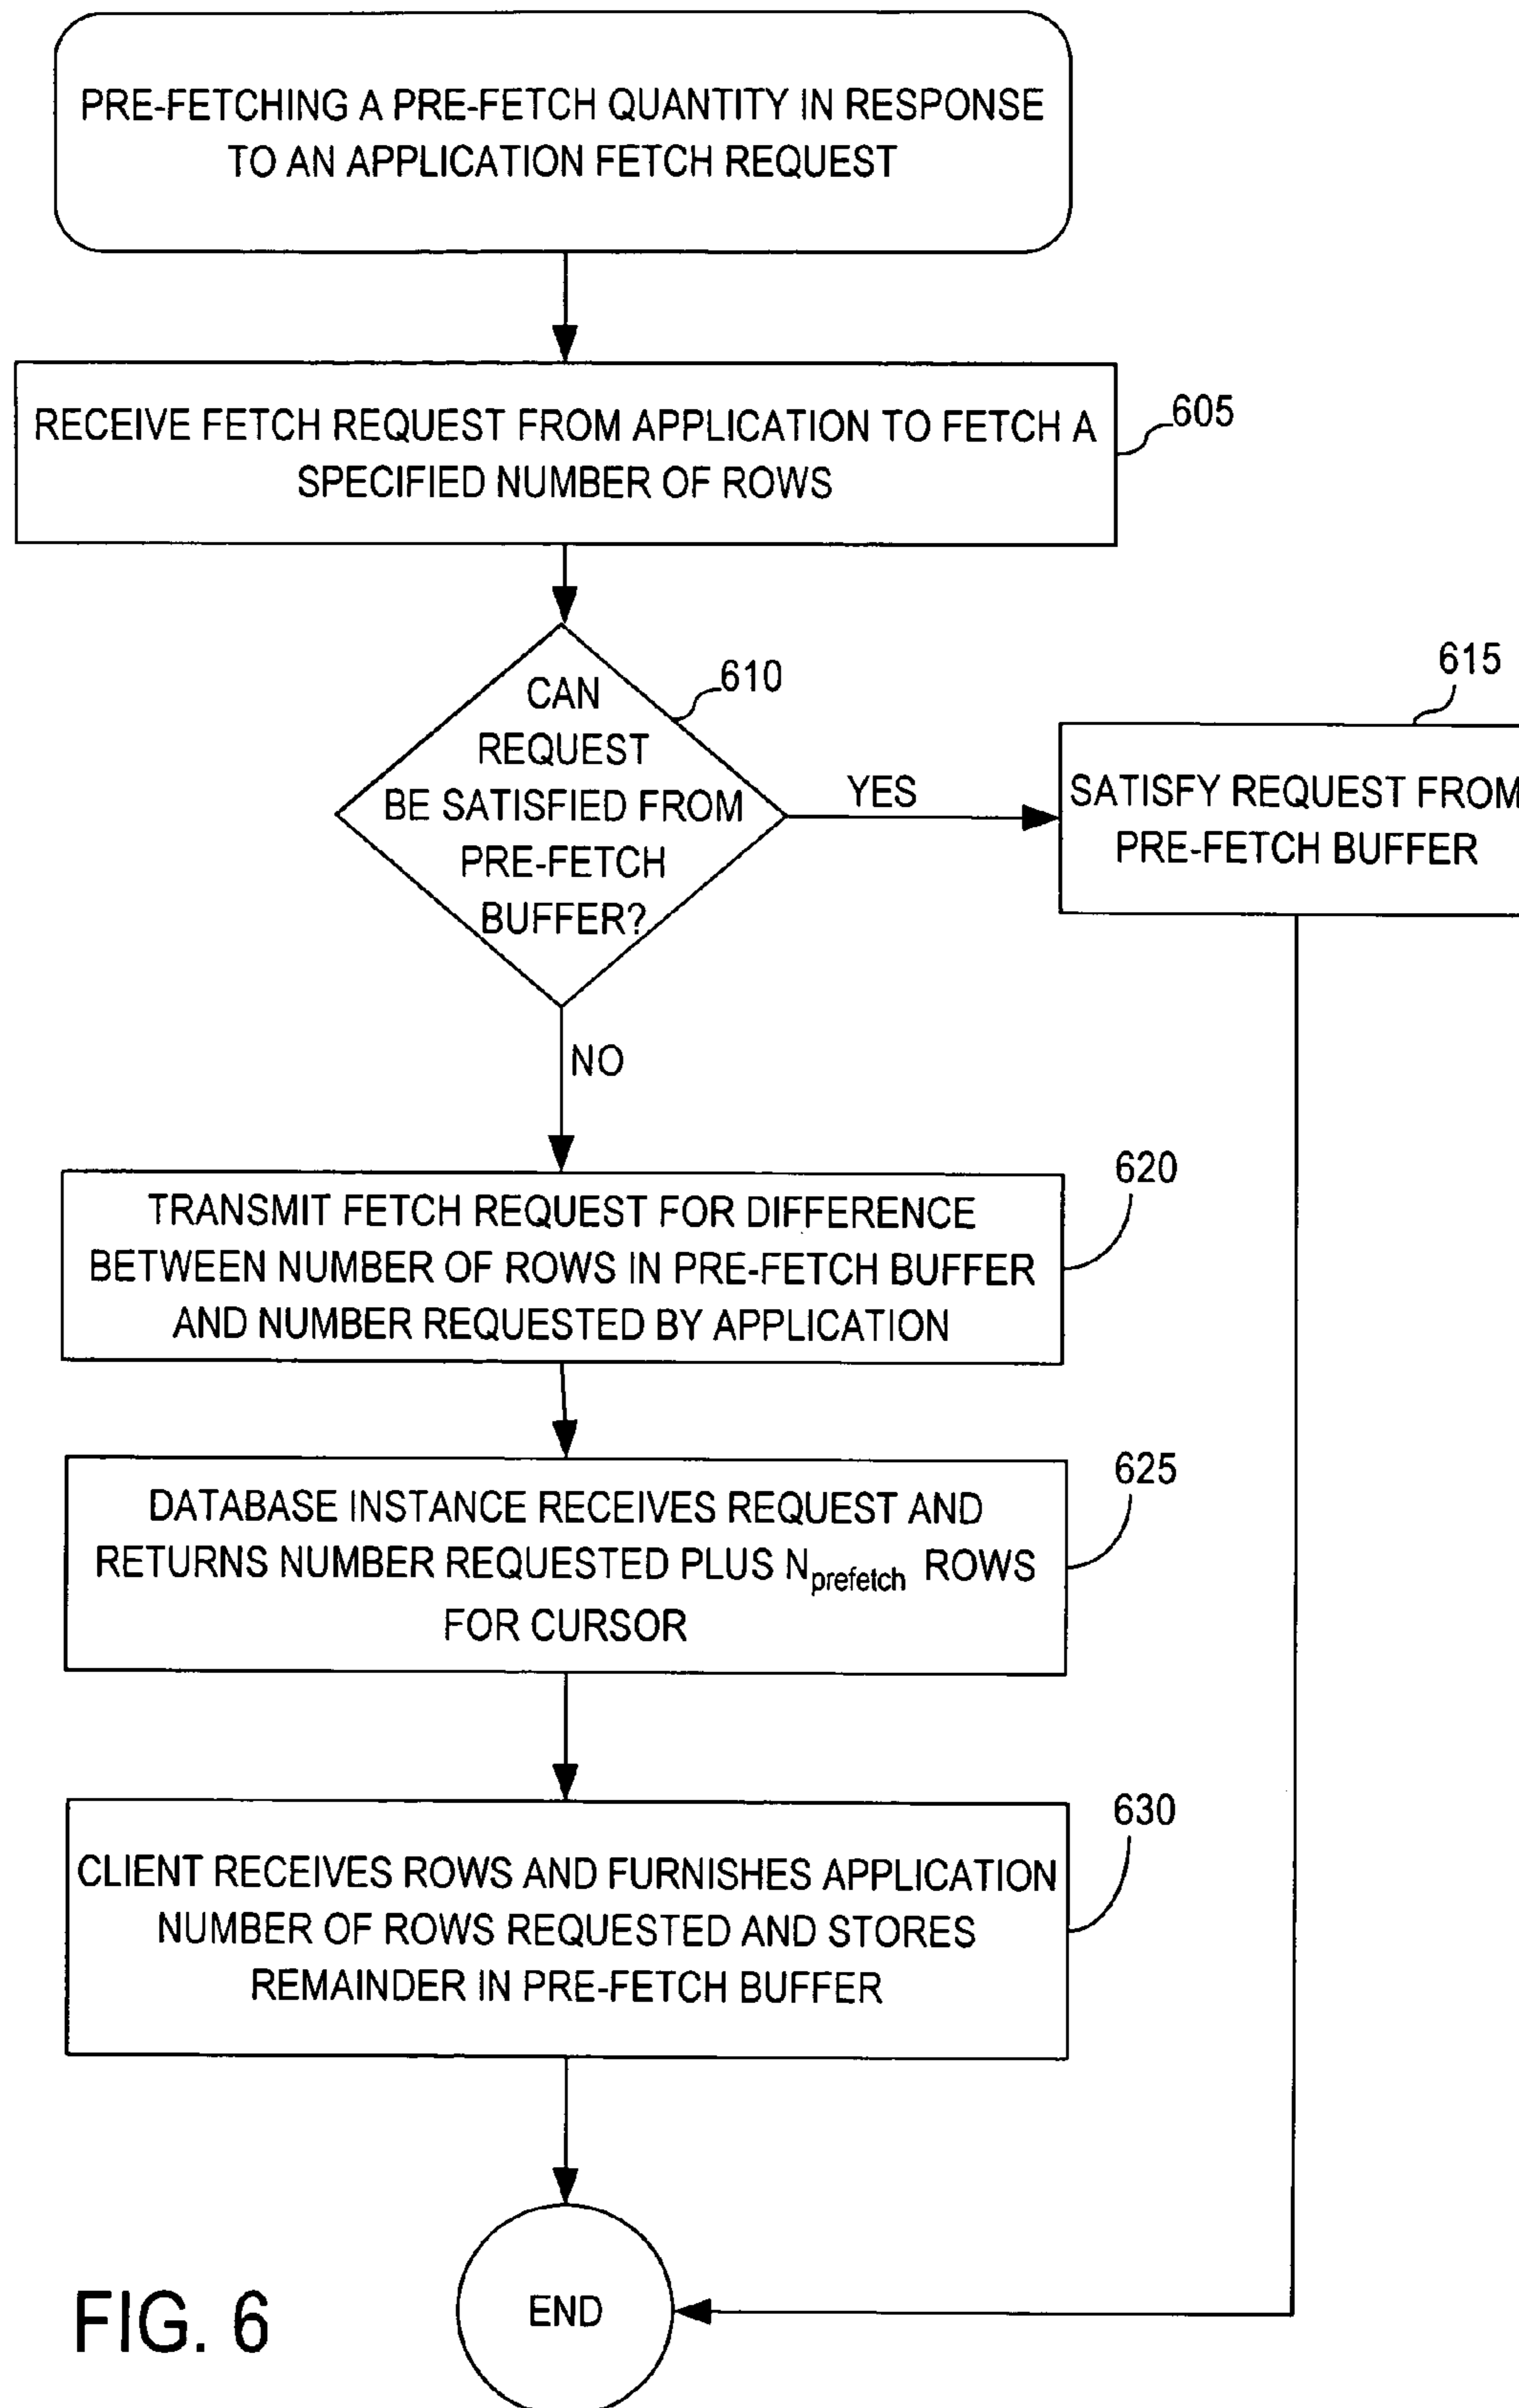 PRE-FETCHING A PRE-FETCH QUANTITY IN RESPONSE
TO AN APPLICATION FETCH REQUEST
RECEIVE FETCH REQUEST FROM APPLICATION TO FETCH A
SPECIFIED NUMBER OF ROWS
605
CAN
REQUEST
BE SATISFIED FROM
PRE-FETCH
BUFFER?
610
YES
615
SATISFY REQUEST FROM
PRE-FETCH BUFFER
NO
TRANSMIT FETCH REQUEST FOR DIFFERENCE
BETWEEN NUMBER OF ROWS IN PRE-FETCH BUFFER
AND NUMBER REQUESTED BY APPLICATION
620
DATABASE INSTANCE RECEIVES REQUEST AND
RETURNS NUMBER REQUESTED PLUS Nprefetch ROWS
FOR CURSOR
625
CLIENT RECEIVES ROWS AND FURNISHES APPLICATION
NUMBER OF ROWS REQUESTED AND STORES
REMAINDER IN PRE-FETCH BUFFER
630
END
FIG. 6